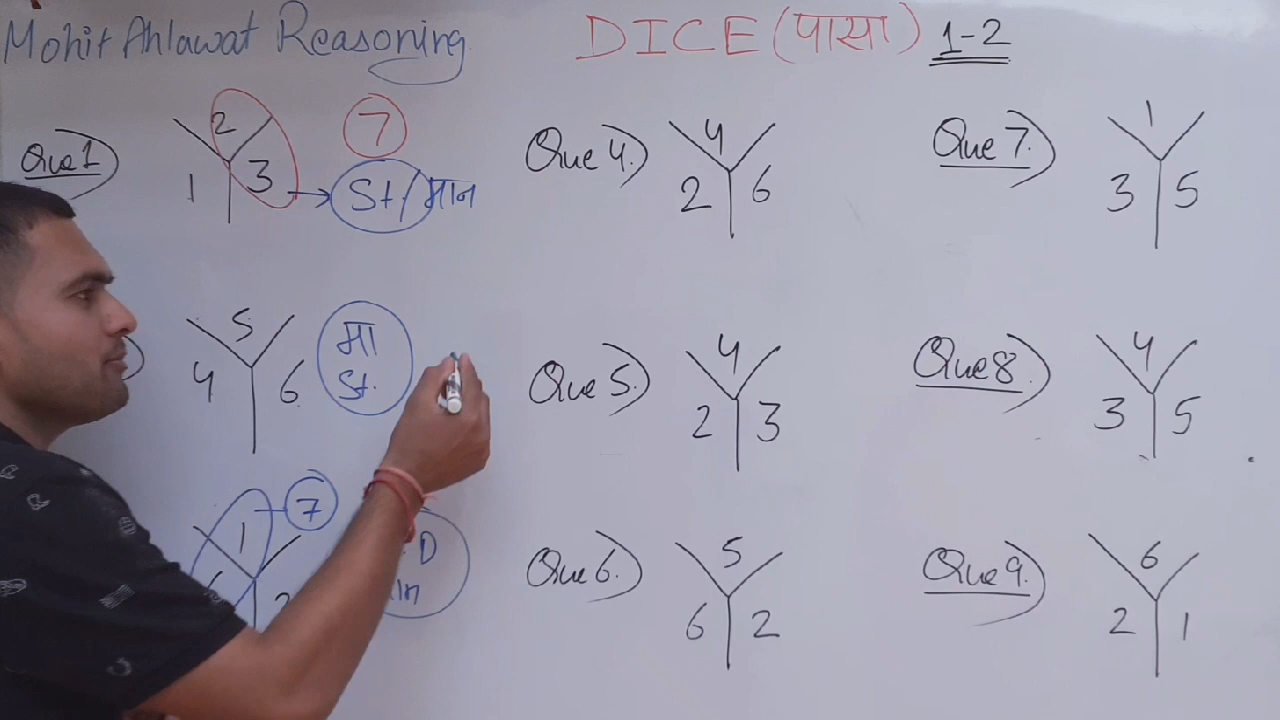 Mohit Ahlawat Reasoning
DICE (पासा) 1-2
Que 1)
2
1 3
7
St/मान
5
4 6
मा
St.
1
7
D
Que 4.)
4
2 6
Que 5.)
4
2 3
Que 6.)
5
6 2
Que 7.)
1
3 5
Que 8.)
4
3 5
Que 9.)
6
2 1